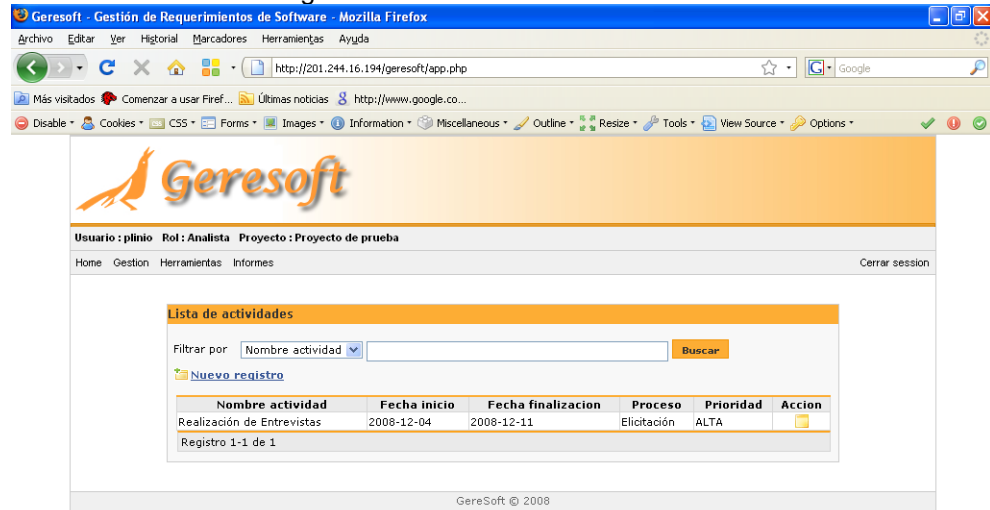 Geresoft - Gestión de Requerimientos de Software - Mozilla Firefox
Archivo Editar Ver Historial Marcadores Herramientas Ayuda
http://201.244.16.194/geresoft/app.php G Google
Más visitados Comenzar a usar Firef... Últimas noticias http://www.google.co...
Disable Cookies CSS Forms Images Information Miscellaneous Outline Resize Tools View Source Options
Geresoft
Usuario : plinio Rol : Analista Proyecto : Proyecto de prueba
Home Gestion Herramientas Informes Cerrar session
Lista de actividades
Filtrar por Nombre actividad Buscar
Nuevo registro
Nombre actividad Fecha inicio Fecha finalizacion Proceso Prioridad Accion
Realización de Entrevistas 2008-12-04 2008-12-11 Elicitación ALTA
Registro 1-1 de 1
GereSoft © 2008